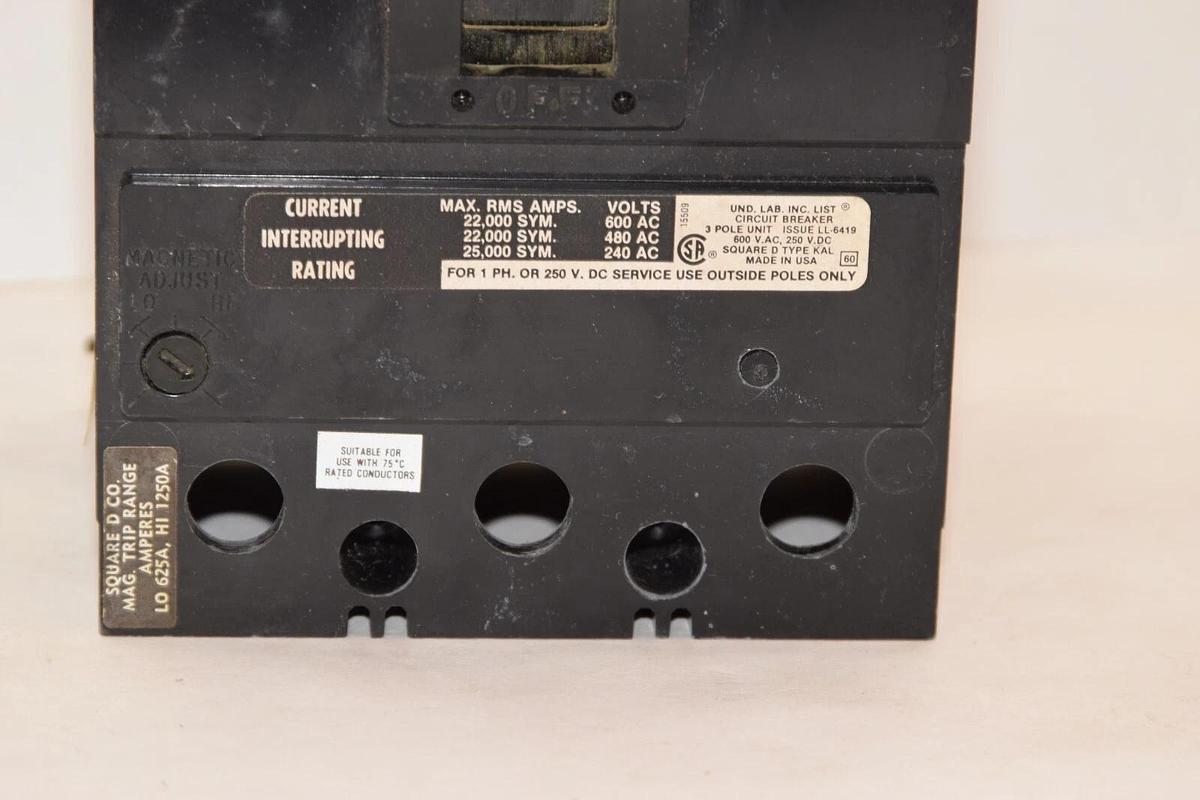 OFF
CURRENT
INTERRUPTING
RATING
MAX. RMS AMPS. VOLTS
22,000 SYM. 600 AC
22,000 SYM. 480 AC
25,000 SYM. 240 AC
15509
SA ®
UND. LAB. INC. LIST ®
CIRCUIT BREAKER
3 POLE UNIT ISSUE LL-6419
600 V.AC, 250 V.DC
SQUARE D TYPE KAL
MADE IN USA 60
FOR 1 PH. OR 250 V. DC SERVICE USE OUTSIDE POLES ONLY
MAGNETIC
ADJUST
LO HI
SUITABLE FOR
USE WITH 75°C
RATED CONDUCTORS
SQUARE D CO.
MAG. TRIP RANGE
AMPERES
LO 625A, HI 1250A